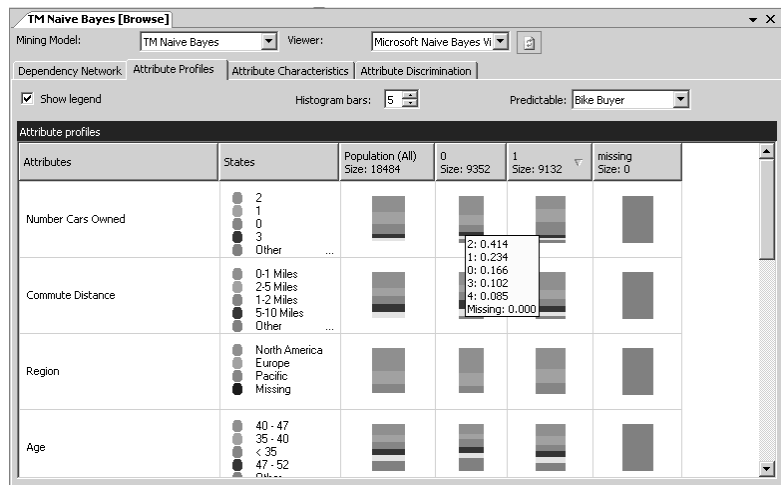 TM Naive Bayes [Browse]
Mining Model: TM Naive Bayes Viewer: Microsoft Naive Bayes Vi
Dependency Network Attribute Profiles Attribute Characteristics Attribute Discrimination
Show legend Histogram bars: 5 Predictable: Bike Buyer
Attribute profiles
Attributes States Population (All) 0 1 missing
Size: 18484 Size: 9352 Size: 9132 Size: 0
Number Cars Owned
2
1
0
3
Other ...
2: 0.414
1: 0.234
0: 0.166
3: 0.102
4: 0.085
Missing: 0.000
Commute Distance
0-1 Miles
2-5 Miles
1-2 Miles
5-10 Miles
Other ...
Region
North America
Europe
Pacific
Missing
Age
40 - 47
35 - 40
< 35
47 - 52
Other